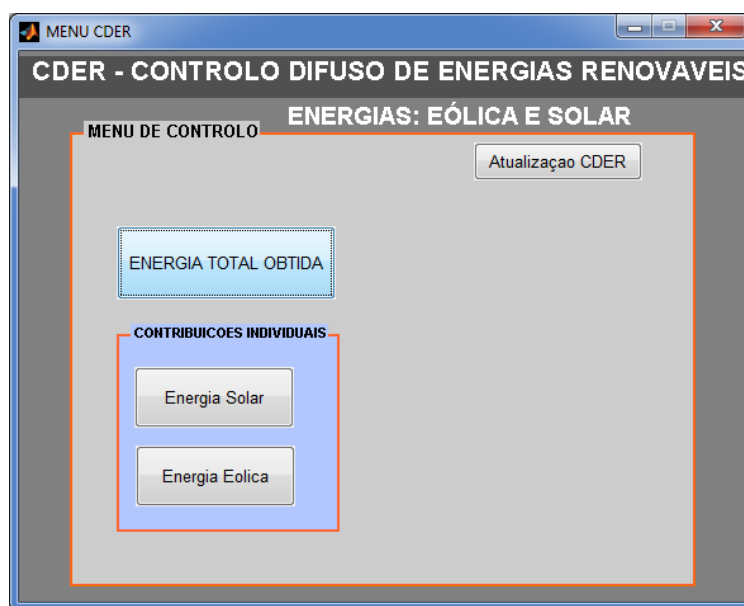 MENU CDER
CDER - CONTROLO DIFUSO DE ENERGIAS RENOVAVEIS
ENERGIAS: EÓLICA E SOLAR
MENU DE CONTROLO
Atualizaçao CDER
ENERGIA TOTAL OBTIDA
CONTRIBUICOES INDIVIDUAIS
Energia Solar
Energia Eolica